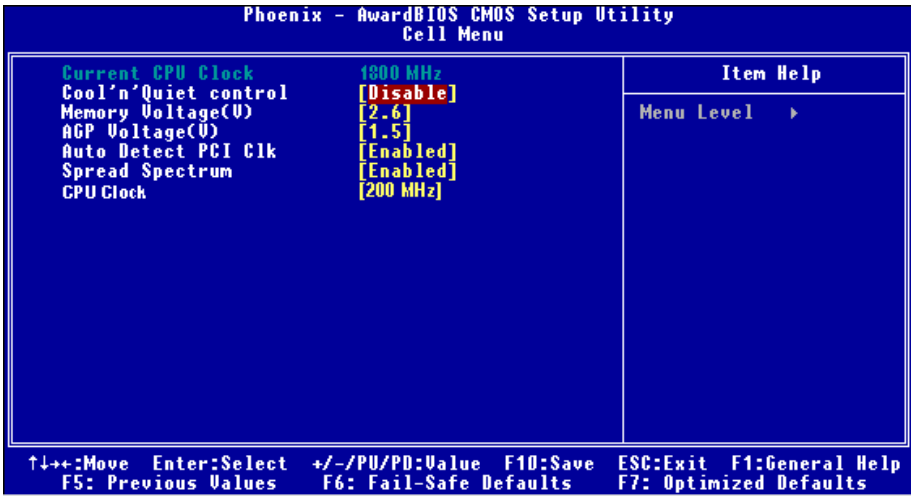 Phoenix - AwardBIOS CMOS Setup Utility
Cell Menu
Current CPU Clock 1800 MHz
Cool'n'Quiet control [Disable]
Memory Voltage(V) [2.6]
AGP Voltage(V) [1.5]
Auto Detect PCI Clk [Enabled]
Spread Spectrum [Enabled]
CPU Clock [200 MHz]
Item Help
Menu Level ▸
↑↓→←:Move Enter:Select +/-/PU/PD:Value F10:Save ESC:Exit F1:General Help
F5: Previous Values F6: Fail-Safe Defaults F7: Optimized Defaults